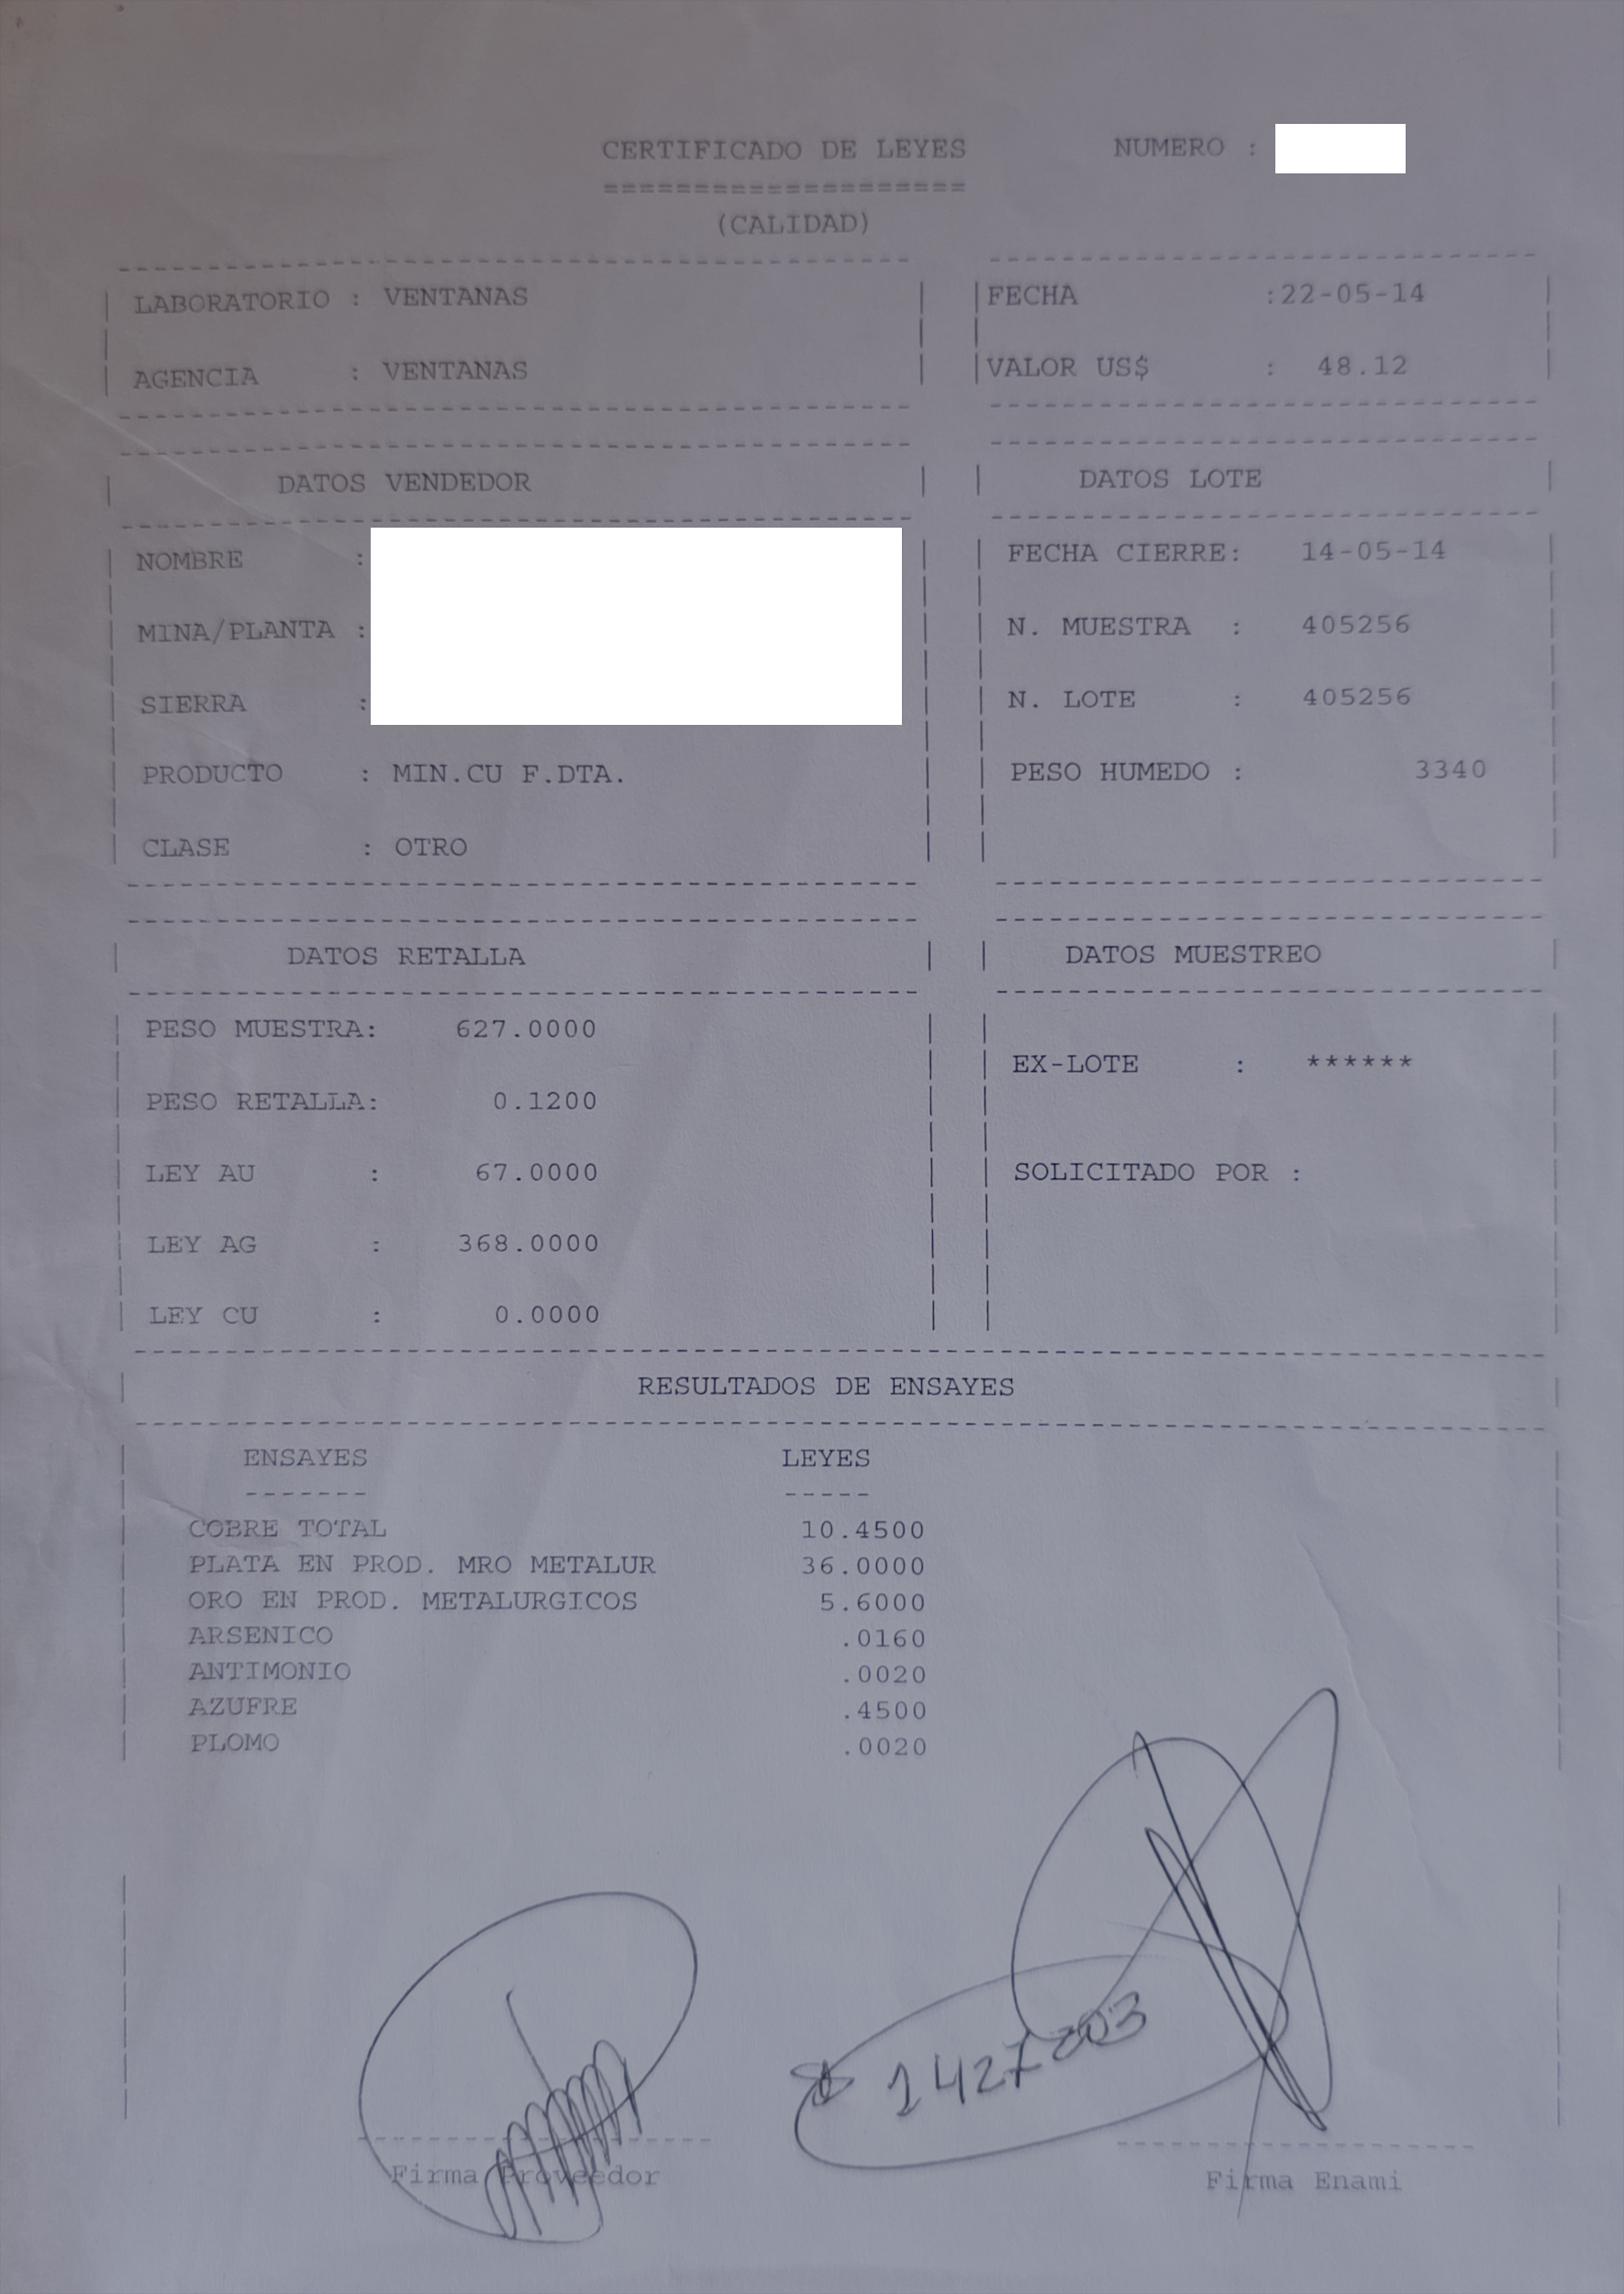 CERTIFICADO DE LEYES NUMERO :
====================
(CALIDAD)
LABORATORIO : VENTANAS
AGENCIA : VENTANAS
FECHA :22-05-14
VALOR US$ : 48.12
DATOS VENDEDOR
NOMBRE :
MINA/PLANTA :
SIERRA :
PRODUCTO : MIN.CU F.DTA.
CLASE : OTRO
DATOS LOTE
FECHA CIERRE: 14-05-14
N. MUESTRA : 405256
N. LOTE : 405256
PESO HUMEDO : 3340
DATOS RETALLA
PESO MUESTRA: 627.0000
PESO RETALLA: 0.1200
LEY AU : 67.0000
LEY AG : 368.0000
LEY CU : 0.0000
DATOS MUESTREO
EX-LOTE : ******
SOLICITADO POR :
RESULTADOS DE ENSAYES
ENSAYES LEYES
COBRE TOTAL 10.4500
PLATA EN PROD. MRO METALUR 36.0000
ORO EN PROD. METALURGICOS 5.6000
ARSENICO .0160
ANTIMONIO .0020
AZUFRE .4500
PLOMO .0020
Firma Proveedor
Firma Enami